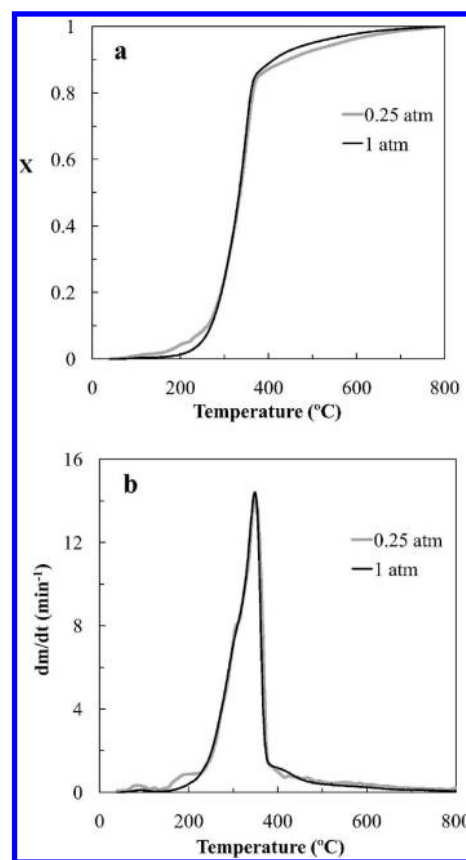 a
1
0.8
0.6
X
0.4
0.2
0
0.25 atm
1 atm
0 200 400 600 800
Temperature (ºC)
b
16
12
8
4
0
dm/dt (min⁻¹)
0.25 atm
1 atm
0 200 400 600 800
Temperature (ºC)